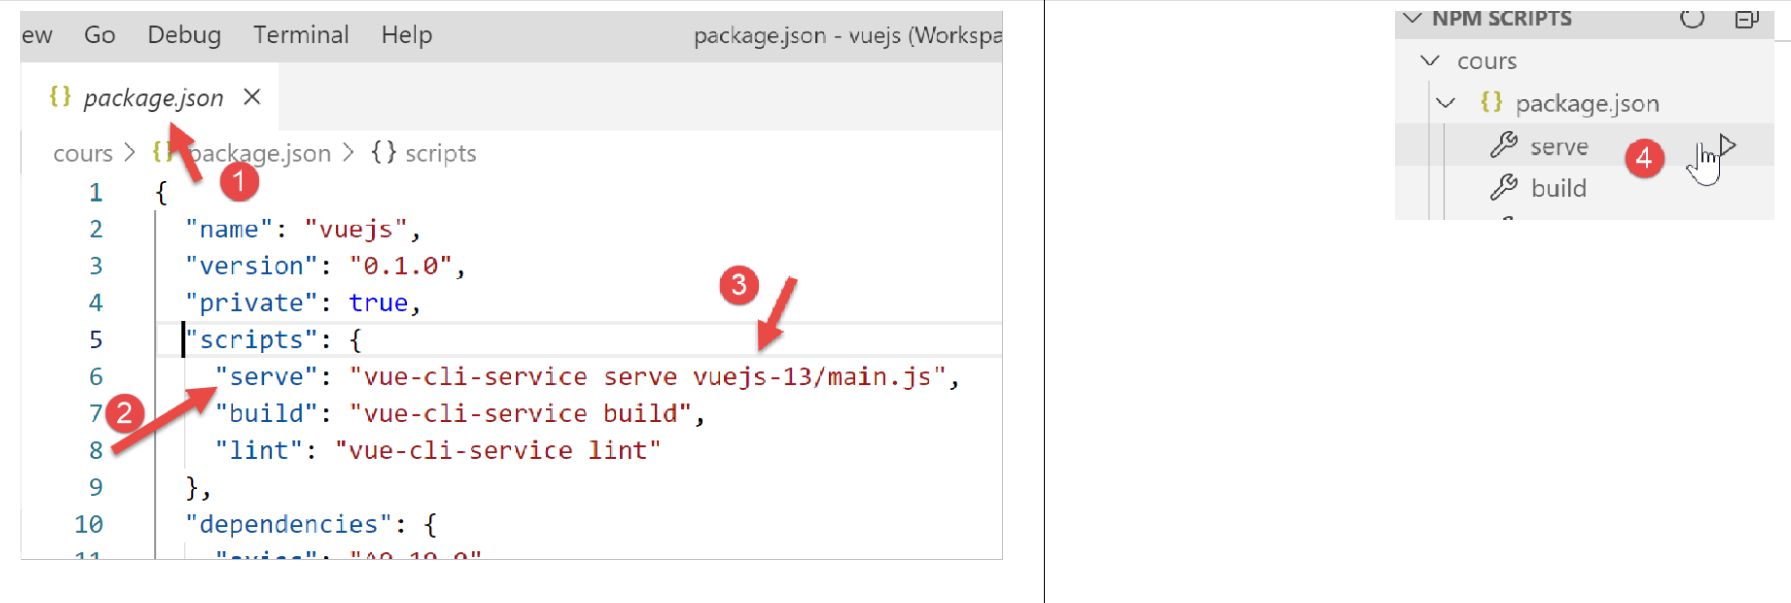 ew Go Debug Terminal Help package.json - vuejs (Workspa
{} package.json ×
cours > {} package.json > {} scripts
1
1 {
2 "name": "vuejs",
3 "version": "0.1.0",
4 "private": true,
3
5 "scripts": {
6 "serve": "vue-cli-service serve vuejs-13/main.js",
2
7 "build": "vue-cli-service build",
8 "lint": "vue-cli-service lint"
9 },
10 "dependencies": {
NPM SCRIPTS
cours
{} package.json
serve
4
build